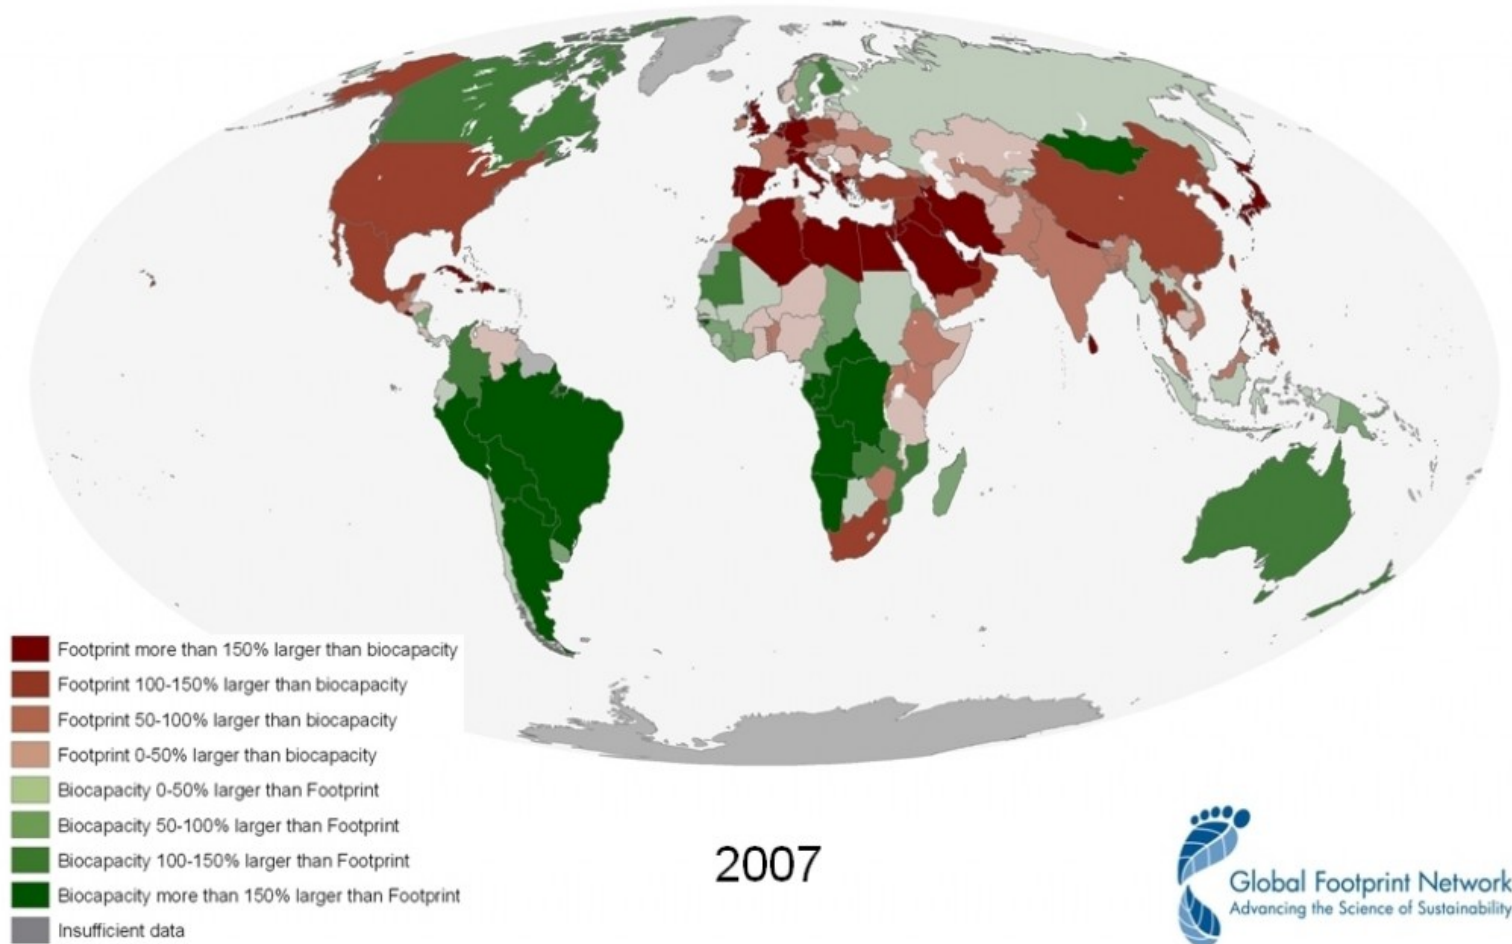 Footprint more than 150% larger than biocapacity
Footprint 100-150% larger than biocapacity
Footprint 50-100% larger than biocapacity
Footprint 0-50% larger than biocapacity
Biocapacity 0-50% larger than Footprint
Biocapacity 50-100% larger than Footprint
Biocapacity 100-150% larger than Footprint
Biocapacity more than 150% larger than Footprint
Insufficient data
2007
Global Footprint Network
Advancing the Science of Sustainability